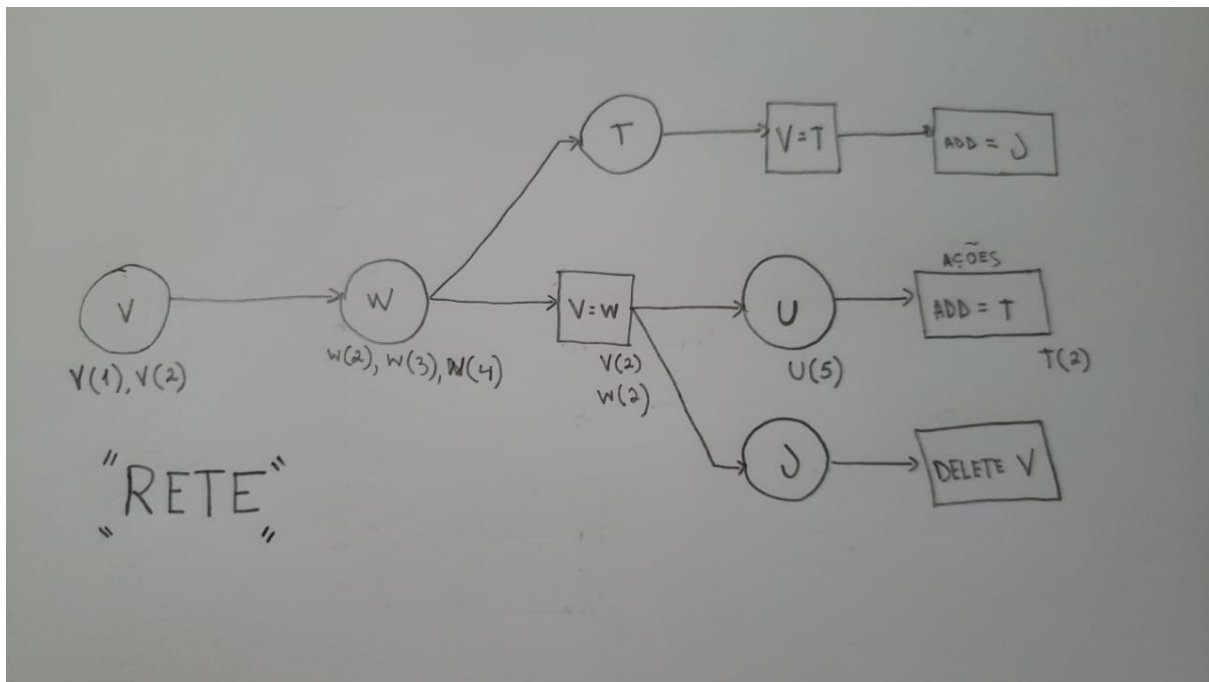 T
V=T
ADD = J
V
V(1), V(2)
W
W(2), W(3), W(4)
V=W
V(2)
W(2)
U
U(5)
AÇÕES
ADD = T
T(2)
J
DELETE V
"RETE"